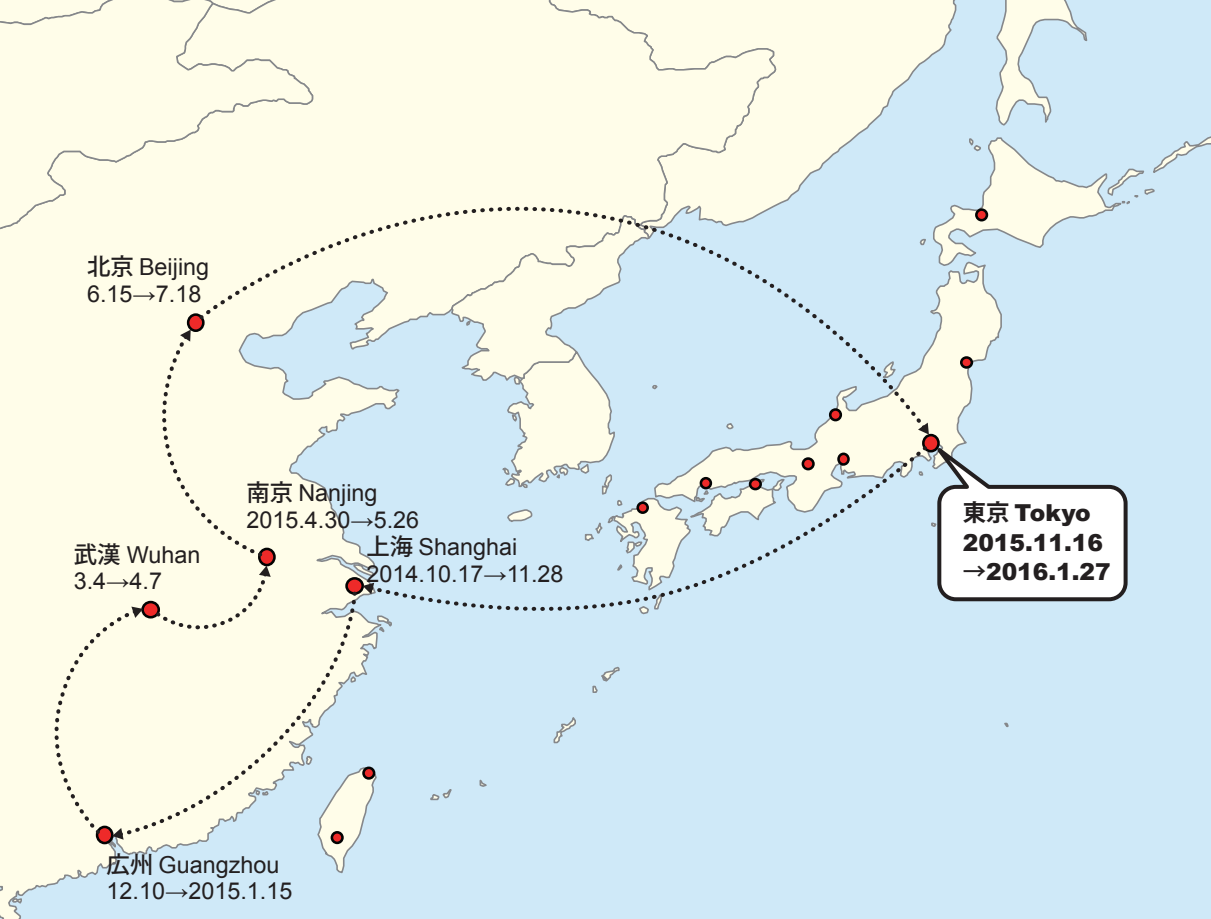 北京 Beijing
6.15→7.18
南京 Nanjing
2015.4.30→5.26
武漢 Wuhan
3.4→4.7
上海 Shanghai
2014.10.17→11.28
東京 Tokyo
2015.11.16
→2016.1.27
広州 Guangzhou
12.10→2015.1.15